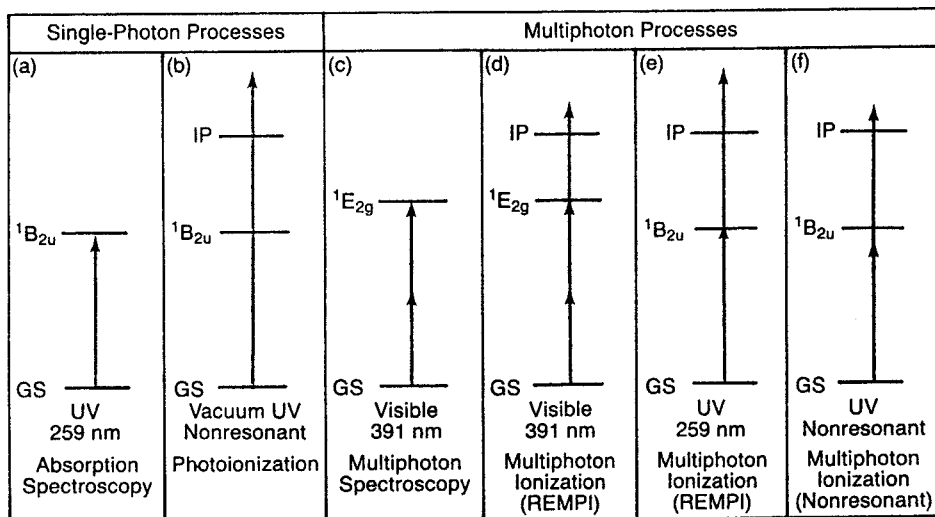 Single-Photon Processes
Multiphoton Processes
(a)
(b)
(c)
(d)
(e)
(f)
IP
IP
IP
IP
¹E₂g
¹E₂g
¹B₂u
¹B₂u
¹B₂u
¹B₂u
GS
GS
GS
GS
GS
GS
UV
259 nm
Absorption
Spectroscopy
Vacuum UV
Nonresonant
Photoionization
Visible
391 nm
Multiphoton
Spectroscopy
Visible
391 nm
Multiphoton
Ionization
(REMPI)
UV
259 nm
Multiphoton
Ionization
(REMPI)
UV
Nonresonant
Multiphoton
Ionization
(Nonresonant)